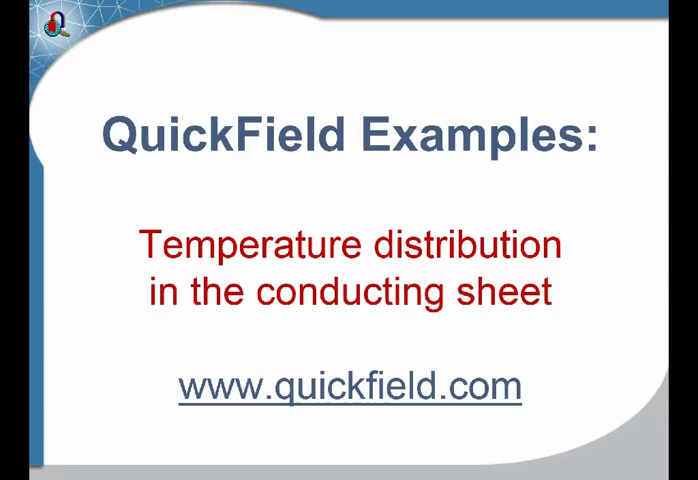 QuickField Examples:
Temperature distribution
in the conducting sheet
www.quickfield.com